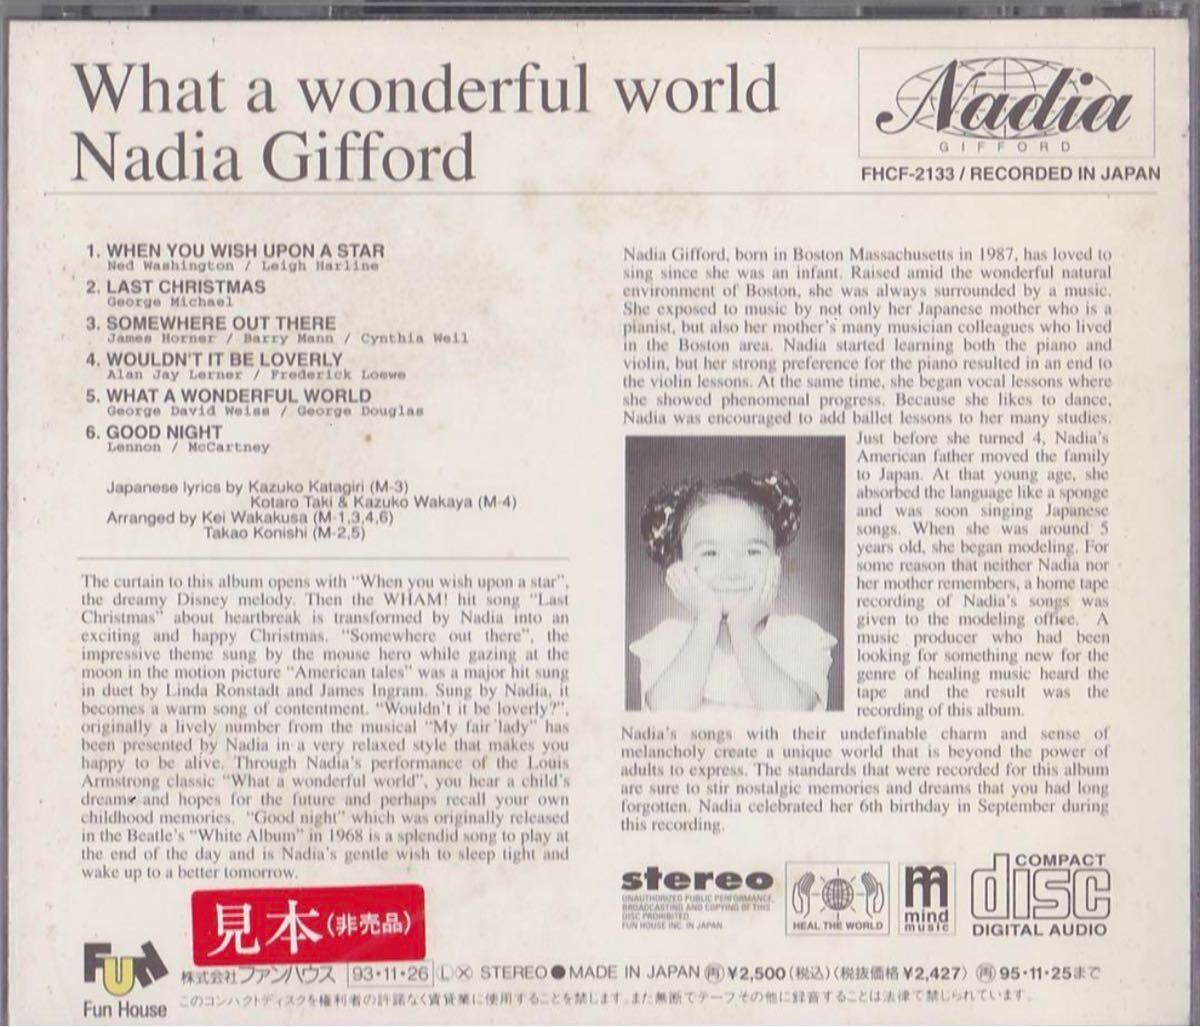 What a wonderful world
Nadia Gifford
Nadia
GIFFORD
FHCF-2133 / RECORDED IN JAPAN
1. WHEN YOU WISH UPON A STAR
Ned Washington / Leigh Harline
2. LAST CHRISTMAS
George Michael
3. SOMEWHERE OUT THERE
James Horner / Barry Mann / Cynthia Weil
4. WOULDN'T IT BE LOVERLY
Alan Jay Lerner / Frederick Loewe
5. WHAT A WONDERFUL WORLD
George David Weiss / George Douglas
6. GOOD NIGHT
Lennon / McCartney
Japanese lyrics by Kazuko Katagiri (M-3)
Kotaro Taki & Kazuko Wakaya (M-4)
Arranged by Kei Wakakusa (M-1,3,4,6)
Takao Konishi (M-2,5)
The curtain to this album opens with "When you wish upon a star",
the dreamy Disney melody. Then the WHAM! hit song "Last
Christmas" about heartbreak is transformed by Nadia into an
exciting and happy Christmas. "Somewhere out there", the
impressive theme sung by the mouse hero while gazing at the
moon in the motion picture "American tales" was a major hit sung
in duet by Linda Ronstadt and James Ingram. Sung by Nadia, it
becomes a warm song of contentment. "Wouldn't it be loverly?",
originally a lively number from the musical "My fair lady" has
been presented by Nadia in a very relaxed style that makes you
happy to be alive. Through Nadia's performance of the Louis
Armstrong classic "What a wonderful world", you hear a child's
dreams and hopes for the future and perhaps recall your own
childhood memories. "Good night" which was originally released
in the Beatle's "White Album" in 1968 is a splendid song to play at
the end of the day and is Nadia's gentle wish to sleep tight and
wake up to a better tomorrow.
Nadia Gifford, born in Boston Massachusetts in 1987, has loved to
sing since she was an infant. Raised amid the wonderful natural
environment of Boston, she was always surrounded by a music.
She exposed to music by not only her Japanese mother who is a
pianist, but also her mother's many musician colleagues who lived
in the Boston area. Nadia started learning both the piano and
violin, but her strong preference for the piano resulted in an end to
the violin lessons. At the same time, she began vocal lessons where
she showed phenomenal progress. Because she likes to dance,
Nadia was encouraged to add ballet lessons to her many studies.
Just before she turned 4, Nadia's
American father moved the family
to Japan. At that young age, she
absorbed the language like a sponge
and was soon singing Japanese
songs. When she was around 5
years old, she began modeling. For
some reason that neither Nadia nor
her mother remembers, a home tape
recording of Nadia's songs was
given to the modeling office. A
music producer who had been
looking for something new for the
genre of healing music heard the
tape and the result was the
recording of this album.
Nadia's songs with their undefinable charm and sense of
melancholy create a unique world that is beyond the power of
adults to express. The standards that were recorded for this album
are sure to stir nostalgic memories and dreams that you had long
forgotten. Nadia celebrated her 6th birthday in September during
this recording.
stereo
UNAUTHORIZED PUBLIC PERFORMANCE,
BROADCASTING AND COPYING OF THIS
DISC PROHIBITED.
FUN HOUSE INC. IN JAPAN.
HEAL THE WORLD
mind
music
COMPACT
disc
DIGITAL AUDIO
見本(非売品)
FUN
Fun House
株式会社ファンハウス 93・11・26 Ⓛ Ⓧ STEREO●MADE IN JAPAN ㊢¥2,500(税込)(税抜価格¥2,427) ㊢95・11・25まで
このコンパクトディスクを権利者の許諾なく賃貸業に使用することを禁じます。また無断でテープその他に録音することは法律で禁じられています。